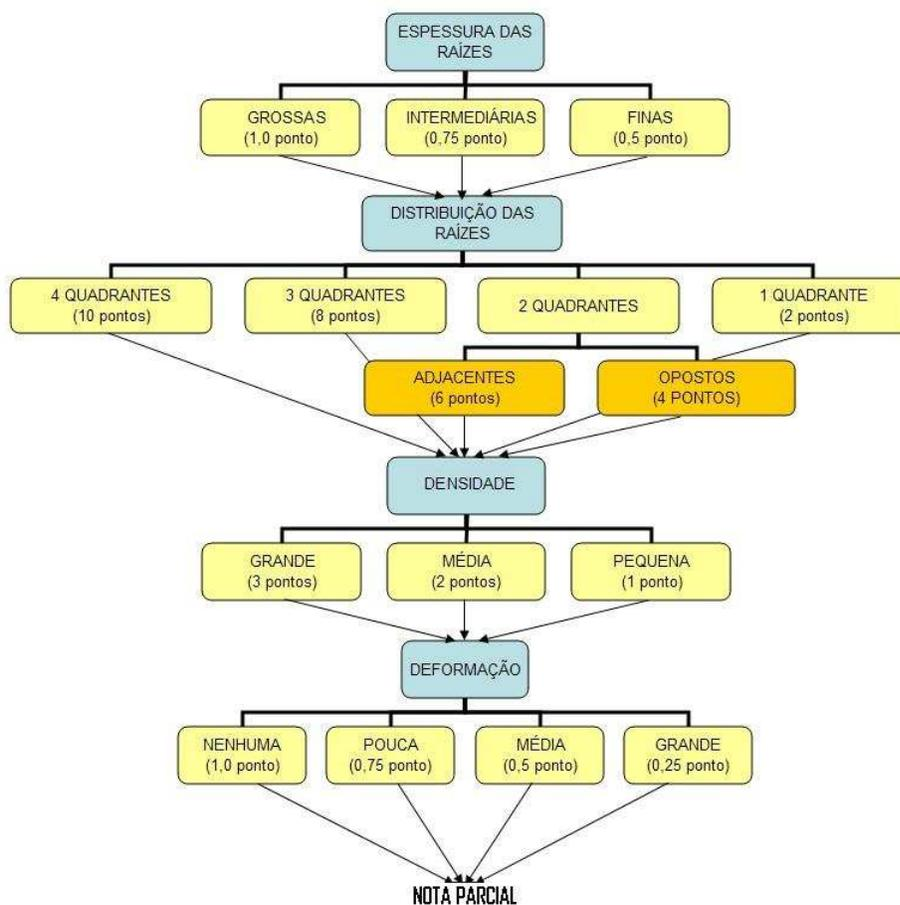 ESPESSURA DAS
RAÍZES
GROSSAS
(1,0 ponto)
INTERMEDIÁRIAS
(0,75 ponto)
FINAS
(0,5 ponto)
DISTRIBUIÇÃO DAS
RAÍZES
4 QUADRANTES
(10 pontos)
3 QUADRANTES
(8 pontos)
2 QUADRANTES
1 QUADRANTE
(2 pontos)
ADJACENTES
(6 pontos)
OPOSTOS
(4 PONTOS)
DENSIDADE
GRANDE
(3 pontos)
MÉDIA
(2 pontos)
PEQUENA
(1 ponto)
DEFORMAÇÃO
NENHUMA
(1,0 ponto)
POUCA
(0,75 ponto)
MÉDIA
(0,5 ponto)
GRANDE
(0,25 ponto)
NOTA PARCIAL